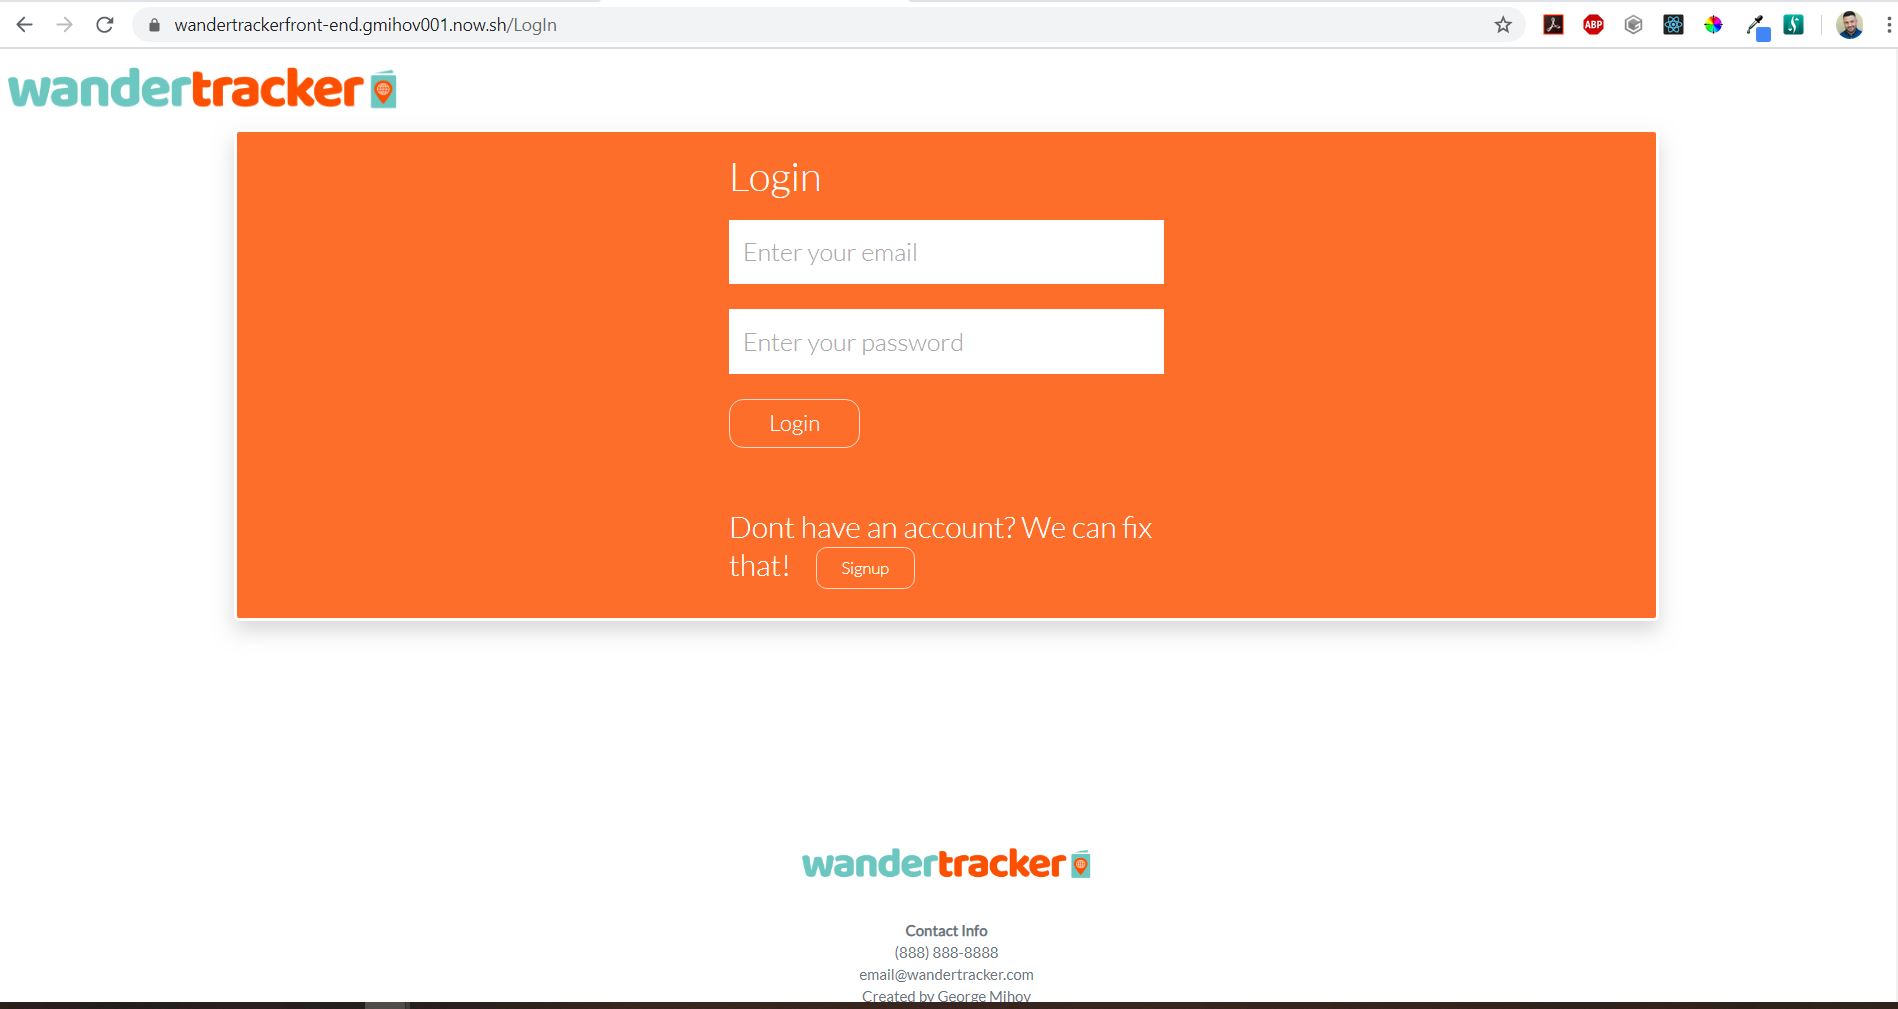 wandertrackerfront-end.gmihov001.now.sh/LogIn
ABP
wandertracker
Login
Enter your email
Enter your password
Login
Dont have an account? We can fix
that!
Signup
wandertracker
Contact Info
(888) 888-8888
email@wandertracker.com
Created by George Mihov